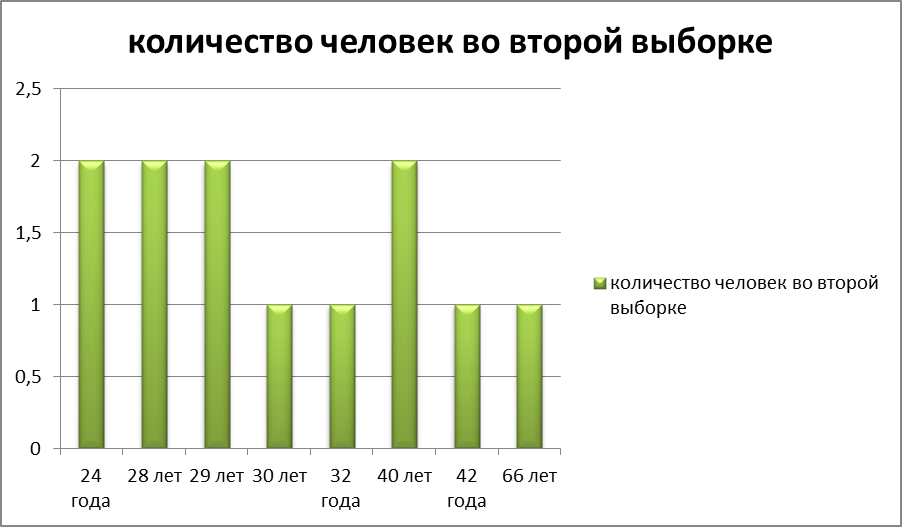 количество человек во второй выборке
2,5
2
1,5
1
0,5
0
24 года
28 лет
29 лет
30 лет
32 года
40 лет
42 года
66 лет
количество человек во второй
выборке